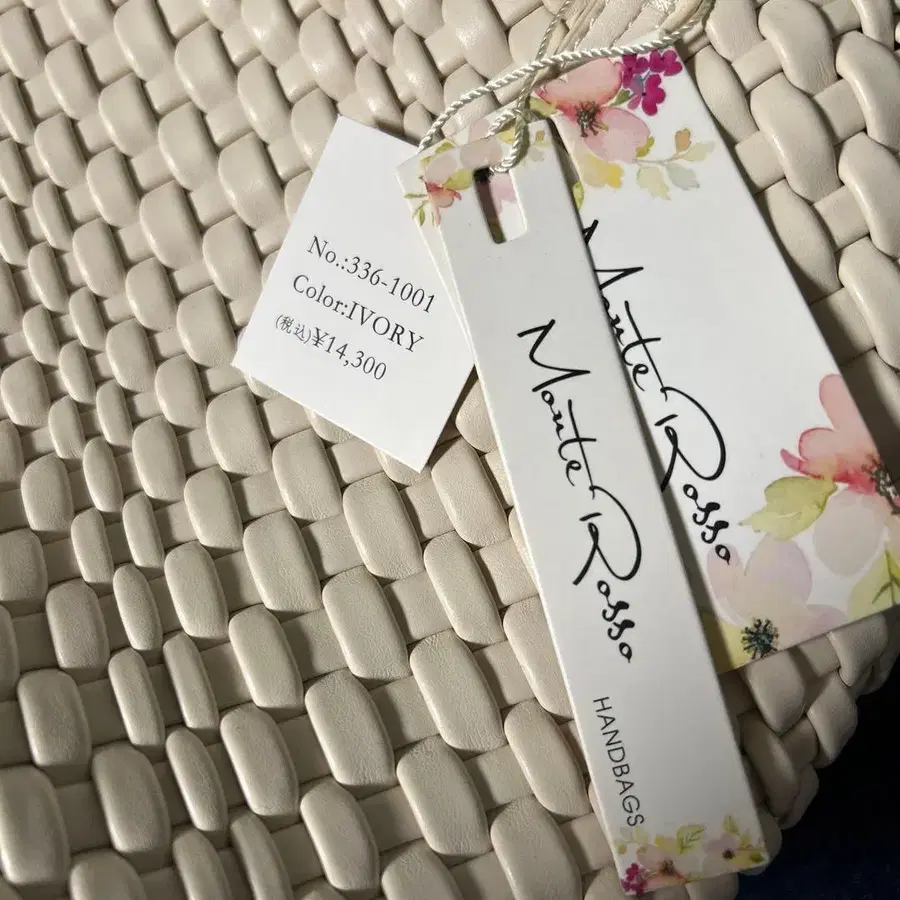 No.:336-1001
Color:IVORY
(税込)¥14,300
Monte Rosso
HANDBAGS
Monte Rosso